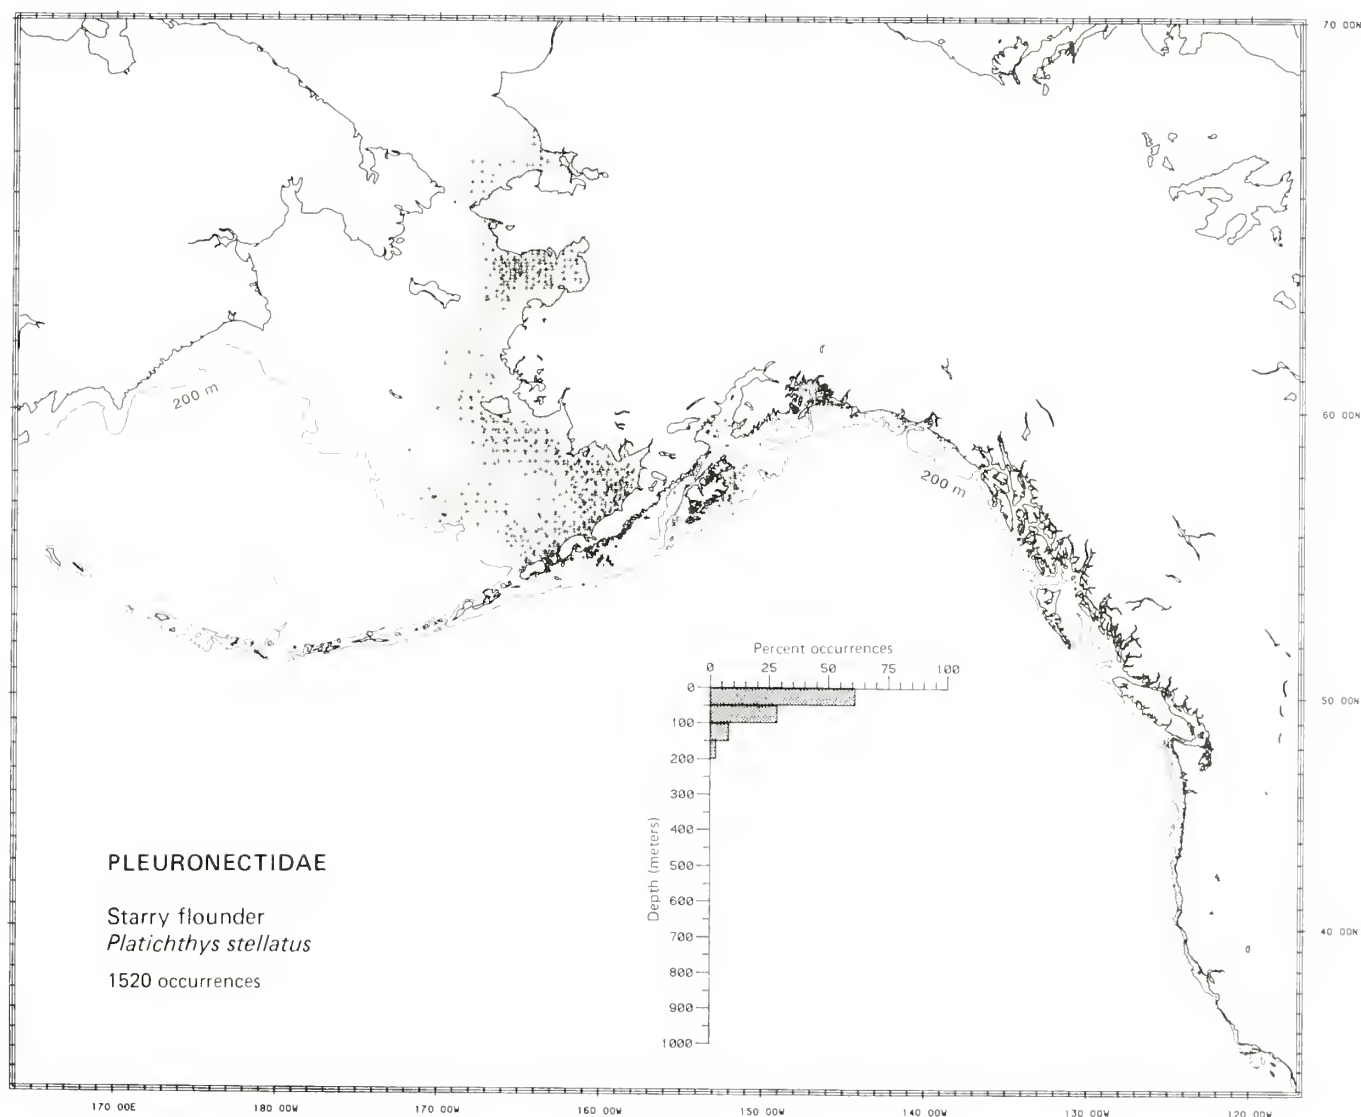 70 00N
200 m
60 00N
200 m
Percent occurrences
0 25 50 75 100
0
100
200
300
400
500
600
700
800
900
1000
Depth (meters)
50 00N
40 00N
PLEURONECTIDAE
Starry flounder
Platichthys stellatus
1520 occurrences
170 00E 180 00W 170 00W 160 00W 150 00W 140 00W 130 00W 120 00W